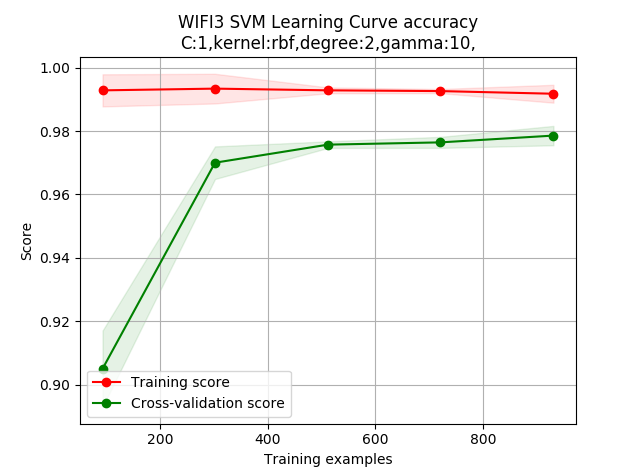 WIFI3 SVM Learning Curve accuracy
C:1,kernel:rbf,degree:2,gamma:10,
1.00
0.98
0.96
0.94
0.92
0.90
Score
Training score
Cross-validation score
200
400
600
800
Training examples